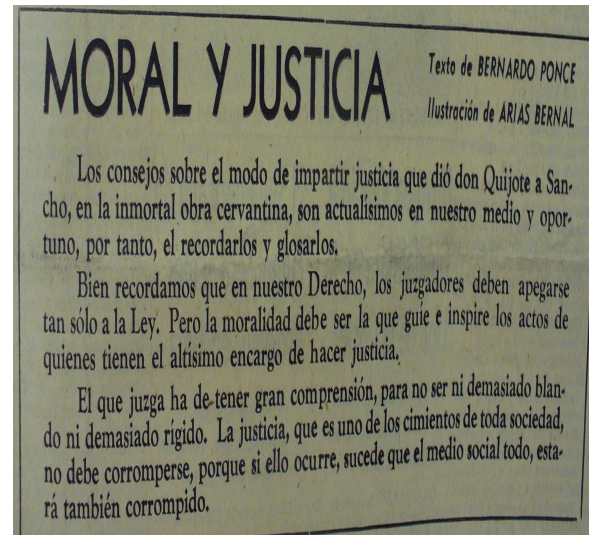 MORAL Y JUSTICIA
Texto de BERNARDO PONCE
Ilustración de ARIAS BERNAL
Los consejos sobre el modo de impartir justicia que dió don Quijote a San-
cho, en la inmortal obra cervantina, son actualísimos en nuestro medio y opor-
tuno, por tanto, el recordarlos y glosarlos.
Bien recordamos que en nuestro Derecho, los juzgadores deben apegarse
tan sólo a la Ley. Pero la moralidad debe ser la que guíe e inspire los actos de
quienes tienen el altísimo encargo de hacer justicia.
El que juzga ha de tener gran comprensión, para no ser ni demasiado blan-
do ni demasiado rígido. La justicia, que es uno de los cimientos de toda sociedad,
no debe corromperse, porque si ello ocurre, sucede que el medio social todo, esta-
rá también corrompido.